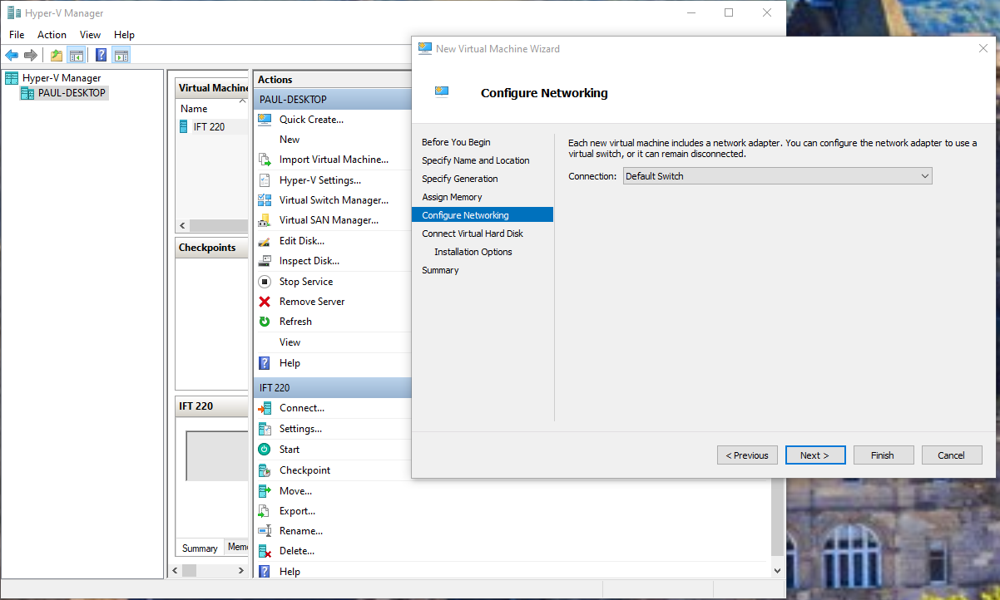 Hyper-V Manager
File Action View Help
Hyper-V Manager
PAUL-DESKTOP
Virtual Machine
Name
IFT 220
Checkpoints
IFT 220
Summary Memo
Actions
PAUL-DESKTOP
Quick Create...
New
Import Virtual Machine...
Hyper-V Settings...
Virtual Switch Manager...
Virtual SAN Manager...
Edit Disk...
Inspect Disk...
Stop Service
Remove Server
Refresh
View
Help
IFT 220
Connect...
Settings...
Start
Checkpoint
Move...
Export...
Rename...
Delete...
Help
New Virtual Machine Wizard
Configure Networking
Before You Begin
Specify Name and Location
Specify Generation
Assign Memory
Configure Networking
Connect Virtual Hard Disk
Installation Options
Summary
Each new virtual machine includes a network adapter. You can configure the network adapter to use a
virtual switch, or it can remain disconnected.
Connection: Default Switch
< Previous Next > Finish Cancel